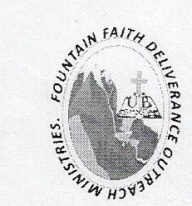 FOUNTAIN FAITH DELIVERANCE OUTREACH MINISTRIES.